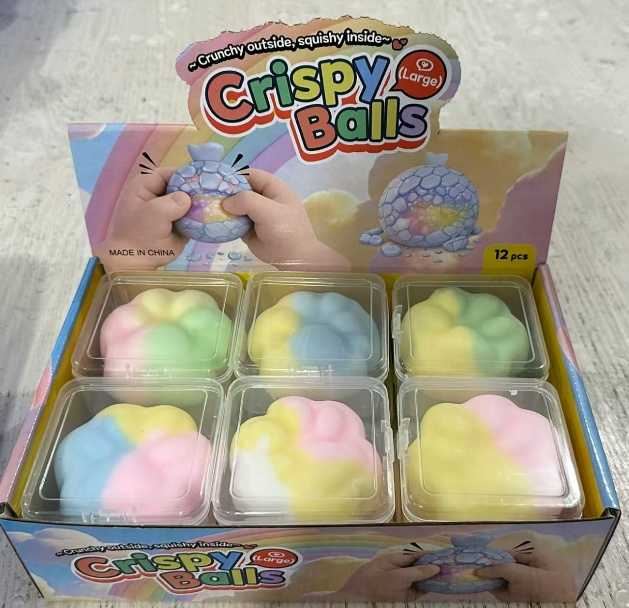 ~Crunchy outside, squishy inside~
Crispy
(Large)
Balls
MADE IN CHINA
12 pcs
~Crunchy outside, squishy inside~
Crispy
(Large)
Balls